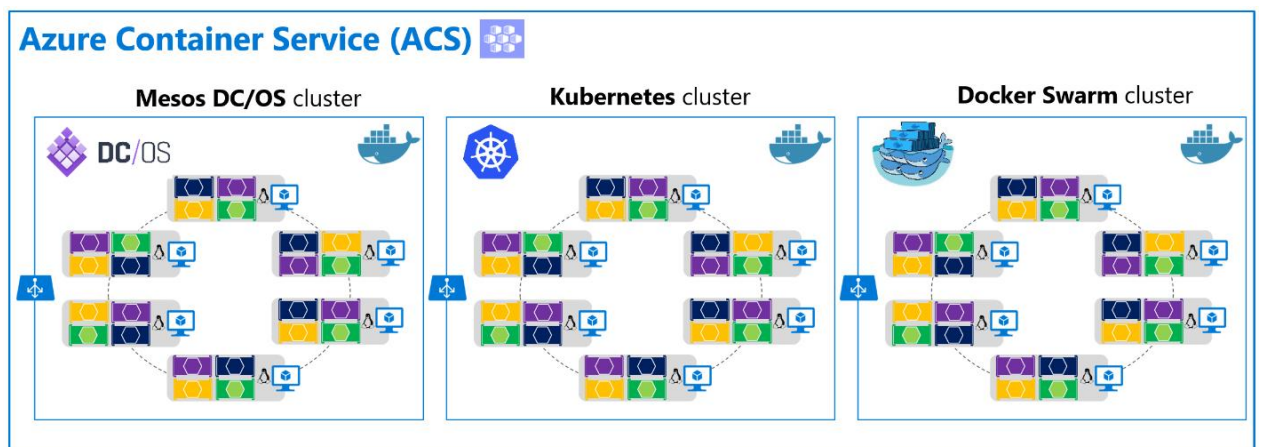 Azure Container Service (ACS)
Mesos DC/OS cluster
Kubernetes cluster
Docker Swarm cluster
DC/OS